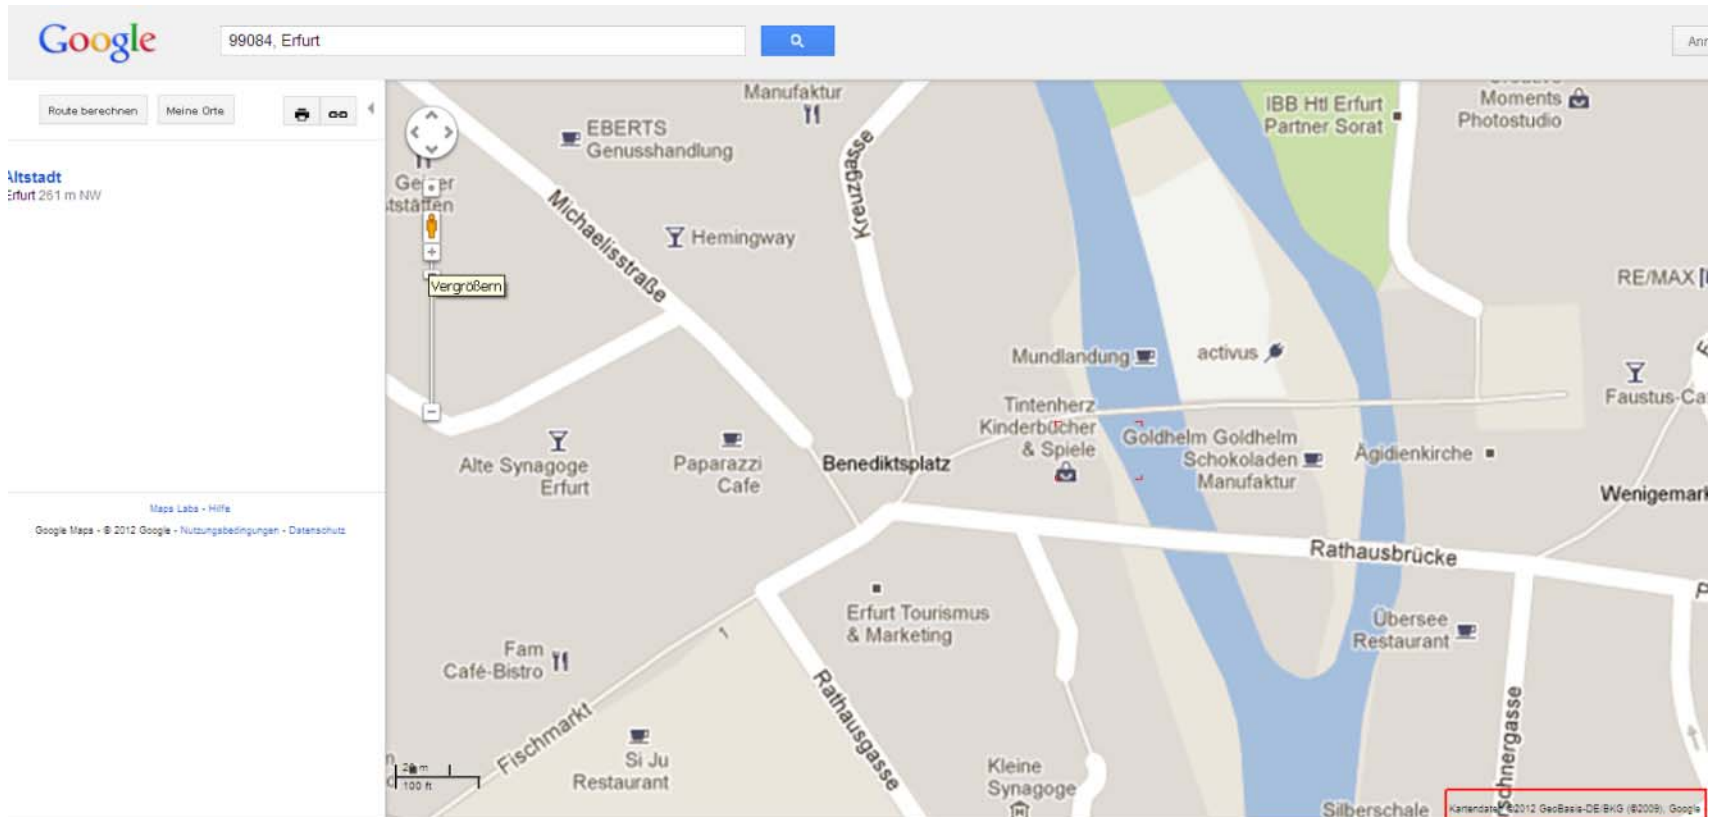 Google
99084, Erfurt
Route berechnen
Meine Orte
Altstadt
Erfurt 261 m NW
Maps Labs - Hilfe
Google Maps - © 2012 Google - Nutzungsbedingungen - Datenschutz
Vergrößern
Manufaktur
EBERTS
Genusshandlung
Kreuzgasse
IBB Htl Erfurt
Partner Sorat
Moments
Photostudio
Michaelisstraße
Hemingway
RE/MAX
Mundlandung
activus
Tintenherz
Kinderbücher
& Spiele
Goldhelm Goldhelm
Schokoladen
Manufaktur
Ägidienkirche
Alte Synagoge
Erfurt
Paparazzi
Cafe
Benediktsplatz
Rathausbrücke
Erfurt Tourismus
& Marketing
Übersee
Restaurant
1
Fam
Café-Bistro
Fischmarkt
Rathausgasse
Si Ju
Restaurant
Kleine
Synagoge
Silberschale
20 m
100 ft
Kartendaten ©2012 GeoBasis-DE/BKG (©2009), Google